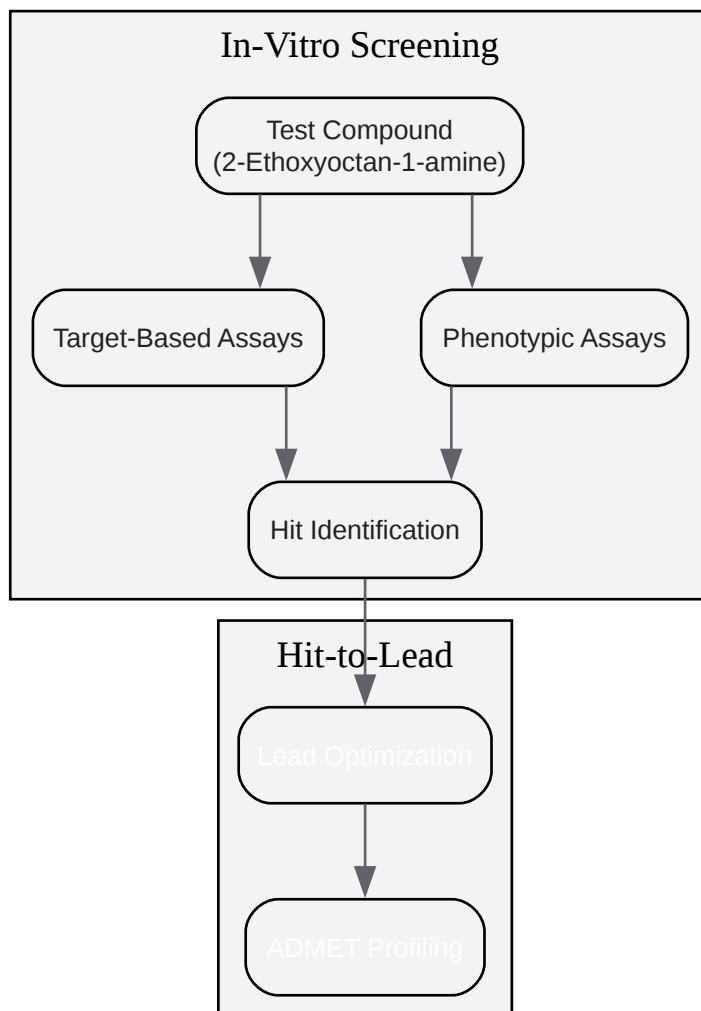 In-Vitro Screening
Test Compound
(2-Ethoxyoctan-1-amine)
Target-Based Assays
Phenotypic Assays
Hit Identification
Hit-to-Lead
Lead Optimization
ADMET Profiling